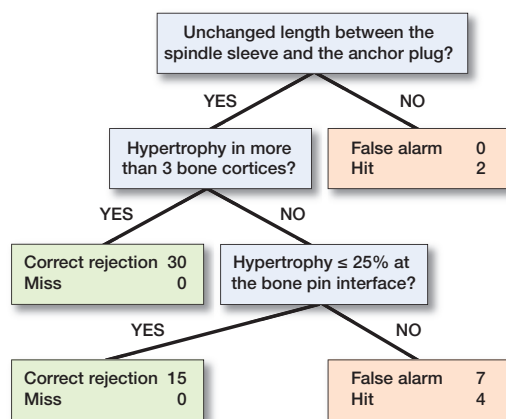 Unchanged length between the
spindle sleeve and the anchor plug?
YES
NO
Hypertrophy in more
than 3 bone cortices?
False alarm 0
Hit 2
YES
NO
Correct rejection 30
Miss 0
Hypertrophy ≤ 25% at
the bone pin interface?
YES
NO
Correct rejection 15
Miss 0
False alarm 7
Hit 4